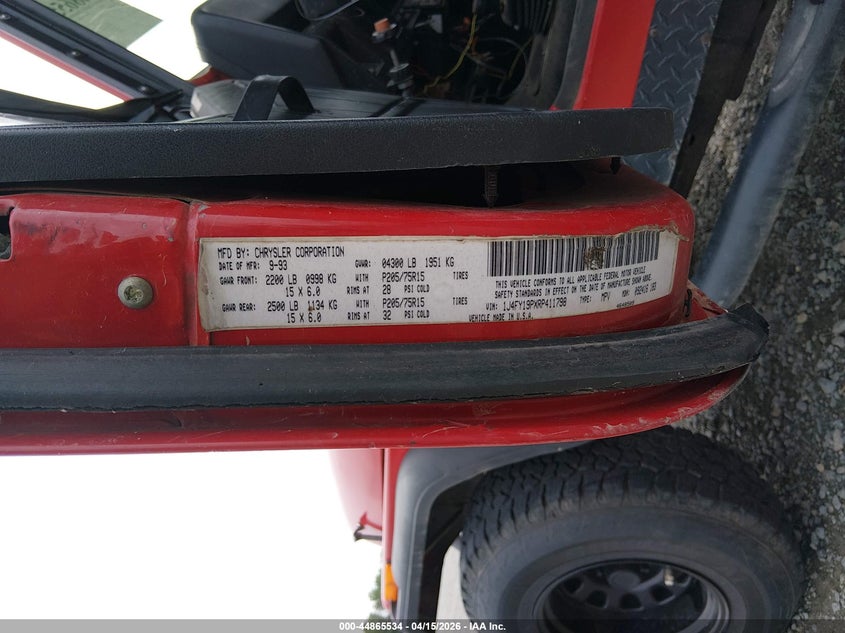 MFD BY: CHRYSLER CORPORATION
DATE OF MFR: 9-93 GVWR: 04300 LB 1951 KG
GAWR FRONT: 2200 LB 0998 KG WITH P205/75R15 TIRES
15 X 6.0 RIMS AT 28 PSI COLD
GAWR REAR: 2500 LB 1134 KG WITH P205/75R15 TIRES
15 X 6.0 RIMS AT 32 PSI COLD
THIS VEHICLE CONFORMS TO ALL APPLICABLE FEDERAL MOTOR VEHICLE
SAFETY STANDARDS IN EFFECT ON THE DATE OF MANUFACTURE SHOWN ABOVE.
VIN: 1J4FY19PXRP411798 TYPE: MPV MDH: 092416 193
VEHICLE MADE IN U.S.A.
000-44865534 - 04/15/2026 - IAA Inc.